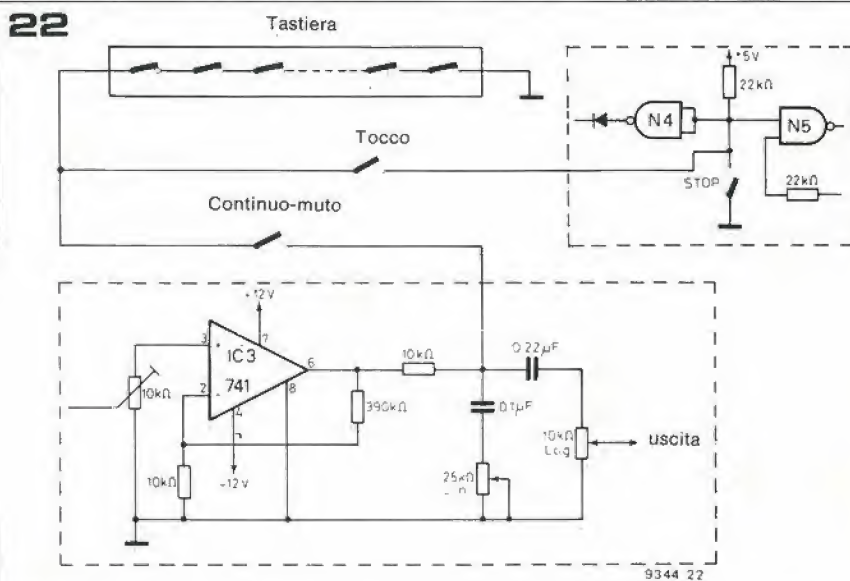 22
Tastiera
+5V
22kΩ
N4
N5
Tocco
STOP
22kΩ
Continuo-muto
+12V
3
7
IC3
741
6
8
2
4
10kΩ
10kΩ
0.22µF
390kΩ
0.1µF
10kΩ
Log
uscita
10kΩ
-12V
25kΩ
9344 22